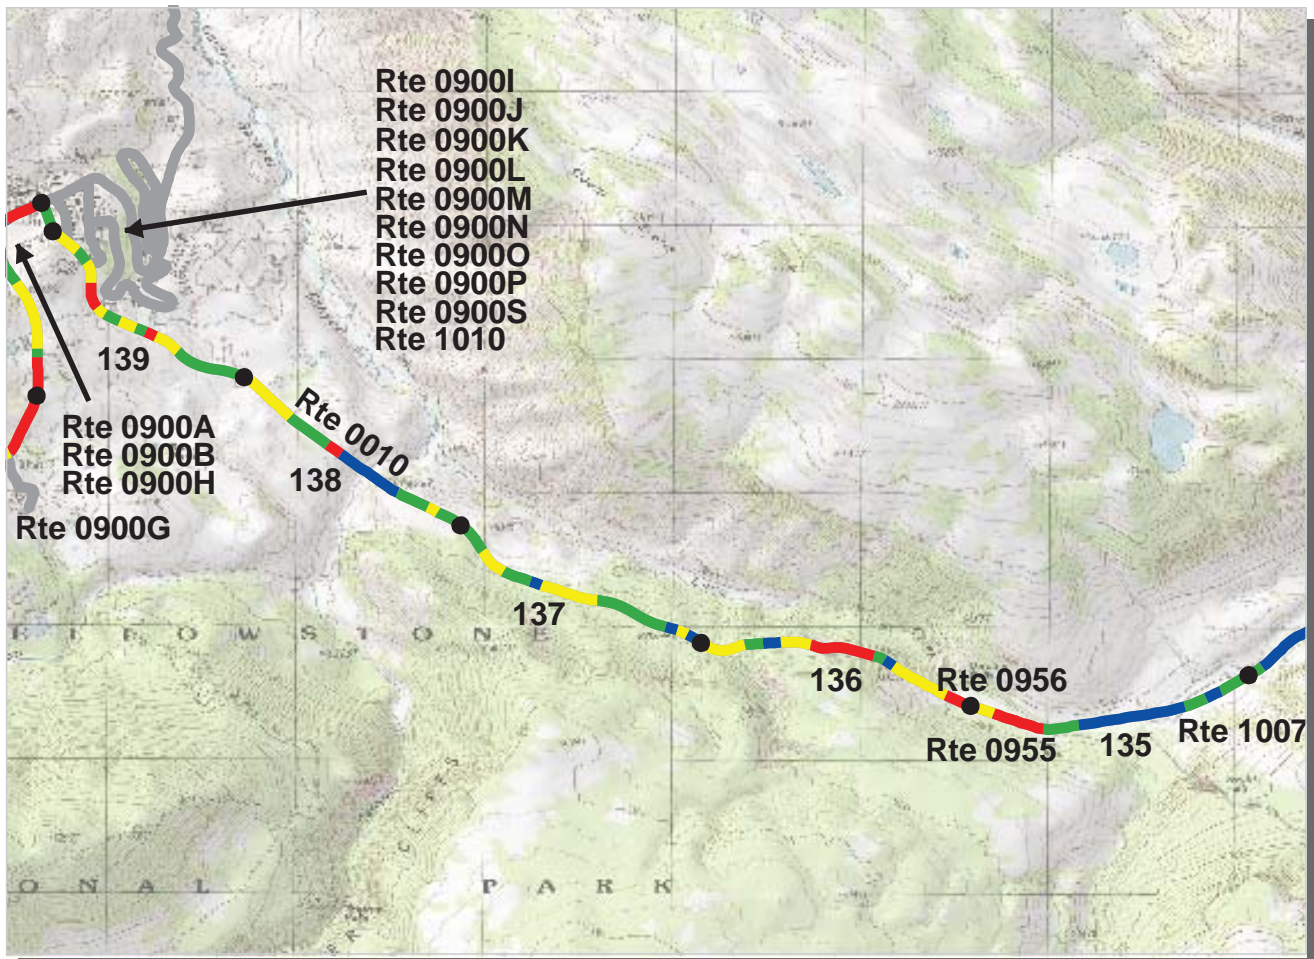 Rte 0900I
Rte 0900J
Rte 0900K
Rte 0900L
Rte 0900M
Rte 0900N
Rte 0900O
Rte 0900P
Rte 0900S
Rte 1010
139
Rte 0900A
Rte 0900B
Rte 0900H
Rte 0900G
Rte 0010
138
137
136
Rte 0956
Rte 0955
135
Rte 1007
O W S T O N E
O N A L P A R K
CLIFFS